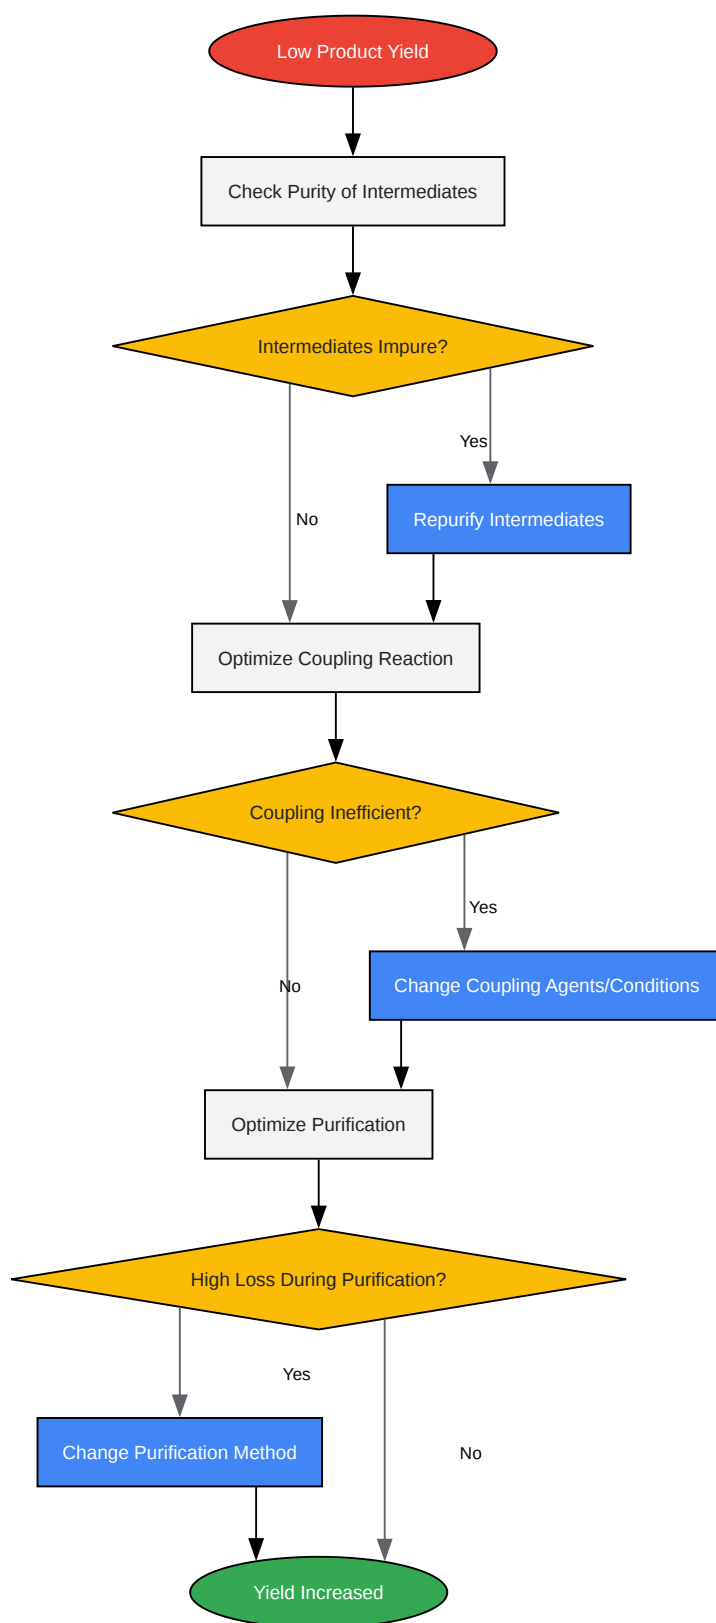 Low Product Yield
Check Purity of Intermediates
Intermediates Impure?
Yes
No
Repurify Intermediates
Optimize Coupling Reaction
Coupling Inefficient?
Yes
No
Change Coupling Agents/Conditions
Optimize Purification
High Loss During Purification?
Yes
Change Purification Method
No
Yield Increased